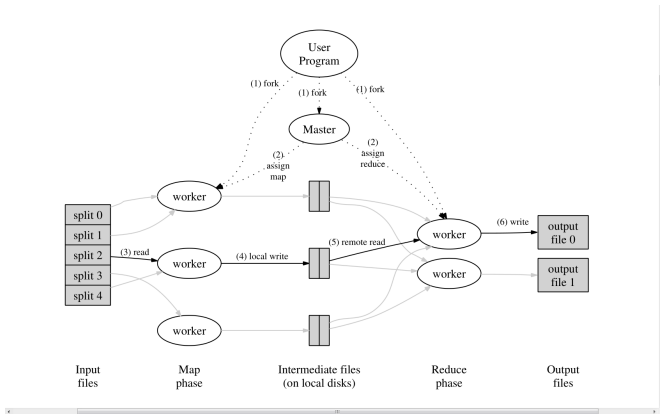 User
Program
(1) fork
(1) fork
(1) fork
Master
(2)
assign
map
(2)
assign
reduce
worker
split 0
split 1
split 2
split 3
split 4
(3) read
worker
(4) local write
(5) remote read
worker
(6) write
output
file 0
worker
output
file 1
worker
Input
files
Map
phase
Intermediate files
(on local disks)
Reduce
phase
Output
files